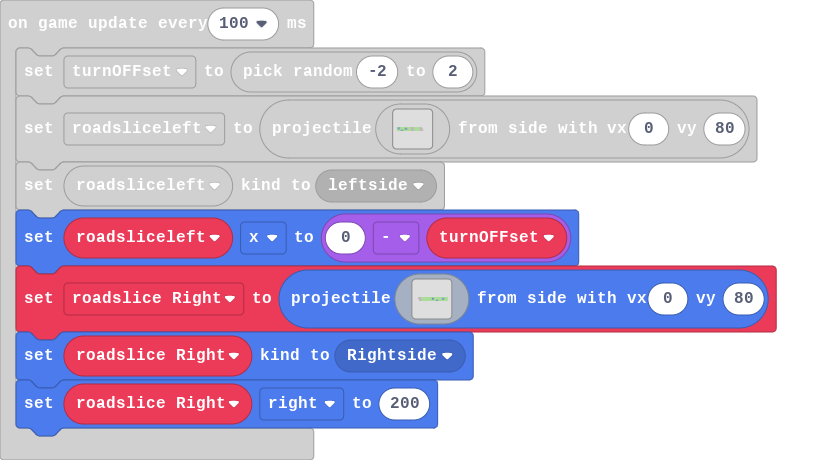 on game update every 100 ms
set turnOFFset to pick random -2 to 2
set roadsliceleft to projectile from side with vx 0 vy 80
set roadsliceleft kind to leftside
set roadsliceleft x to 0 - turnOFFset
set roadslice Right to projectile from side with vx 0 vy 80
set roadslice Right kind to Rightside
set roadslice Right right to 200